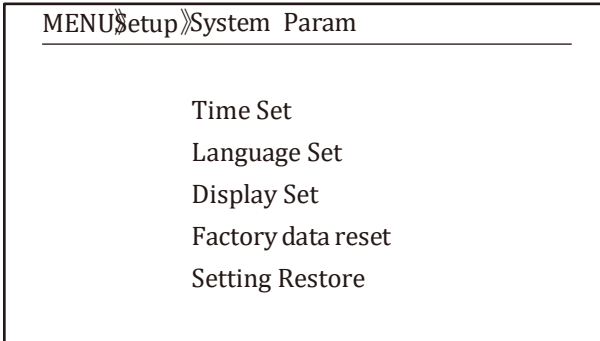 MENU》Setup》System Param
Time Set
Language Set
Display Set
Factory data reset
Setting Restore